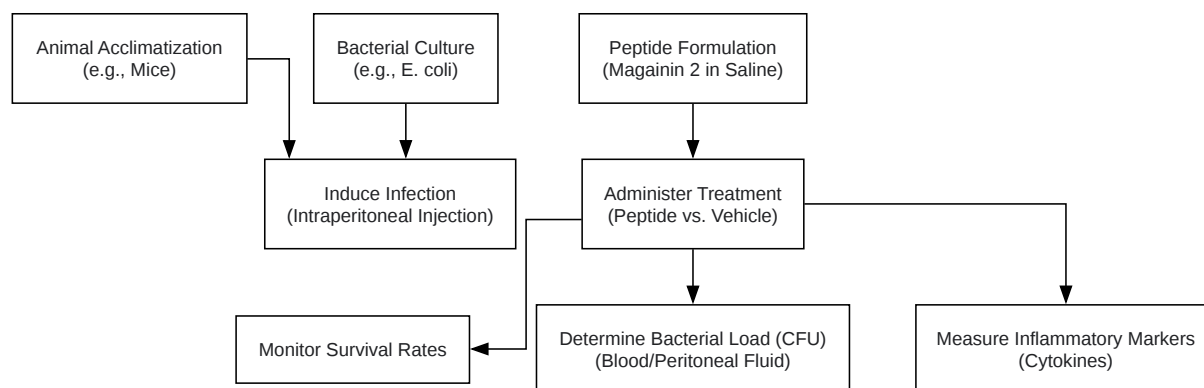 Animal Acclimatization
(e.g., Mice)
Bacterial Culture
(e.g., E. coli)
Peptide Formulation
(Magainin 2 in Saline)
Induce Infection
(Intraperitoneal Injection)
Administer Treatment
(Peptide vs. Vehicle)
Monitor Survival Rates
Determine Bacterial Load (CFU)
(Blood/Peritoneal Fluid)
Measure Inflammatory Markers
(Cytokines)